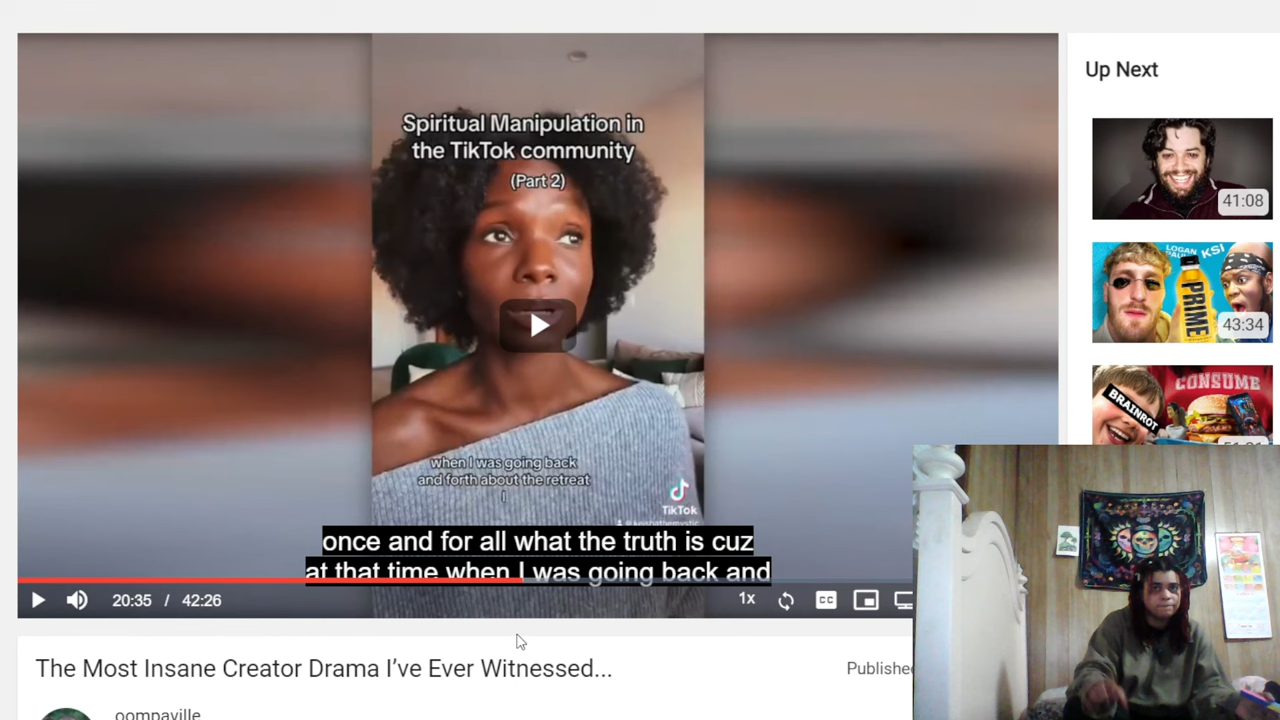 Up Next
Spiritual Manipulation in
the TikTok community
(Part 2)
41:08
LOGAN
PAUL
KSI
PRIME
43:34
CONSUME
BRAINROT
when I was going back
and forth about the retreat
I
TikTok
once and for all what the truth is cuz
at that time when I was going back and
20:35 / 42:26
1x
CC
The Most Insane Creator Drama I've Ever Witnessed...
Published
oompaville